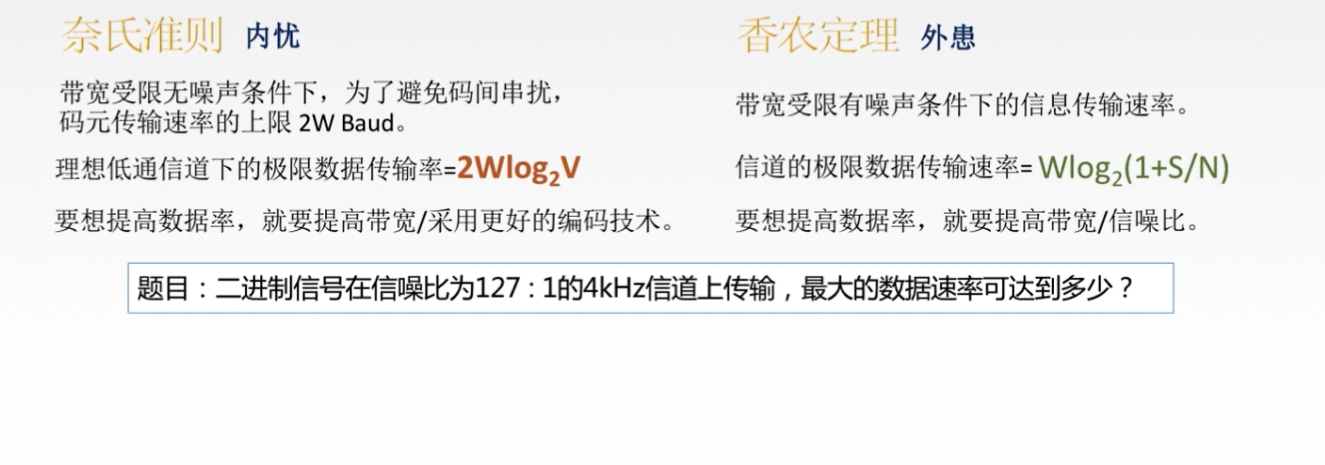 奈氏准则 内忧
带宽受限无噪声条件下，为了避免码间串扰，
码元传输速率的上限 2W Baud。
理想低通信道下的极限数据传输率=2Wlog₂V
要想提高数据率，就要提高带宽/采用更好的编码技术。
香农定理 外患
带宽受限有噪声条件下的信息传输速率。
信道的极限数据传输速率= Wlog₂(1+S/N)
要想提高数据率，就要提高带宽/信噪比。
题目：二进制信号在信噪比为127：1的4kHz信道上传输，最大的数据速率可达到多少？